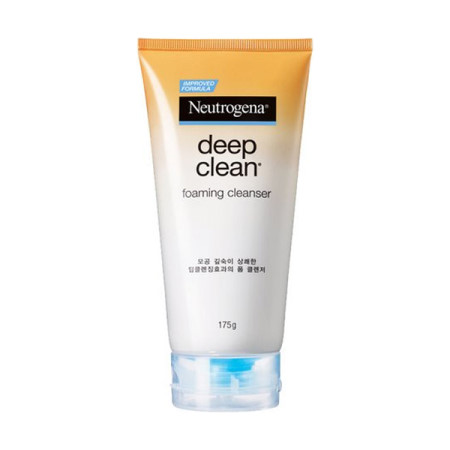 IMPROVED
FORMULA
Neutrogena®
deep
clean®
foaming cleanser
모공 깊숙이 상쾌한
딥클렌징효과의 폼 클렌저
175g